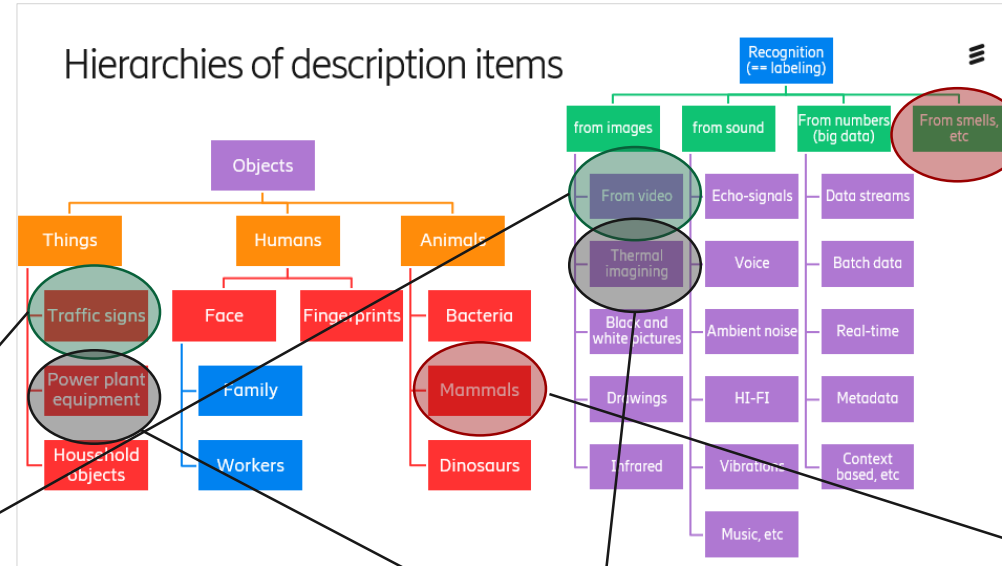 Hierarchies of description items
Recognition
(== labeling)
from images
from sound
From numbers
(big data)
From smells,
etc
Objects
Things
Humans
Animals
Traffic signs
Power plant
equipment
Household
objects
Face
Fingerprints
Family
Workers
Bacteria
Mammals
Dinosaurs
From video
Thermal
imagining
Black and
white pictures
Drawings
Infrared
Echo-signals
Voice
Ambient noise
HI-FI
Vibrations
Music, etc
Data streams
Batch data
Real-time
Metadata
Context
based, etc